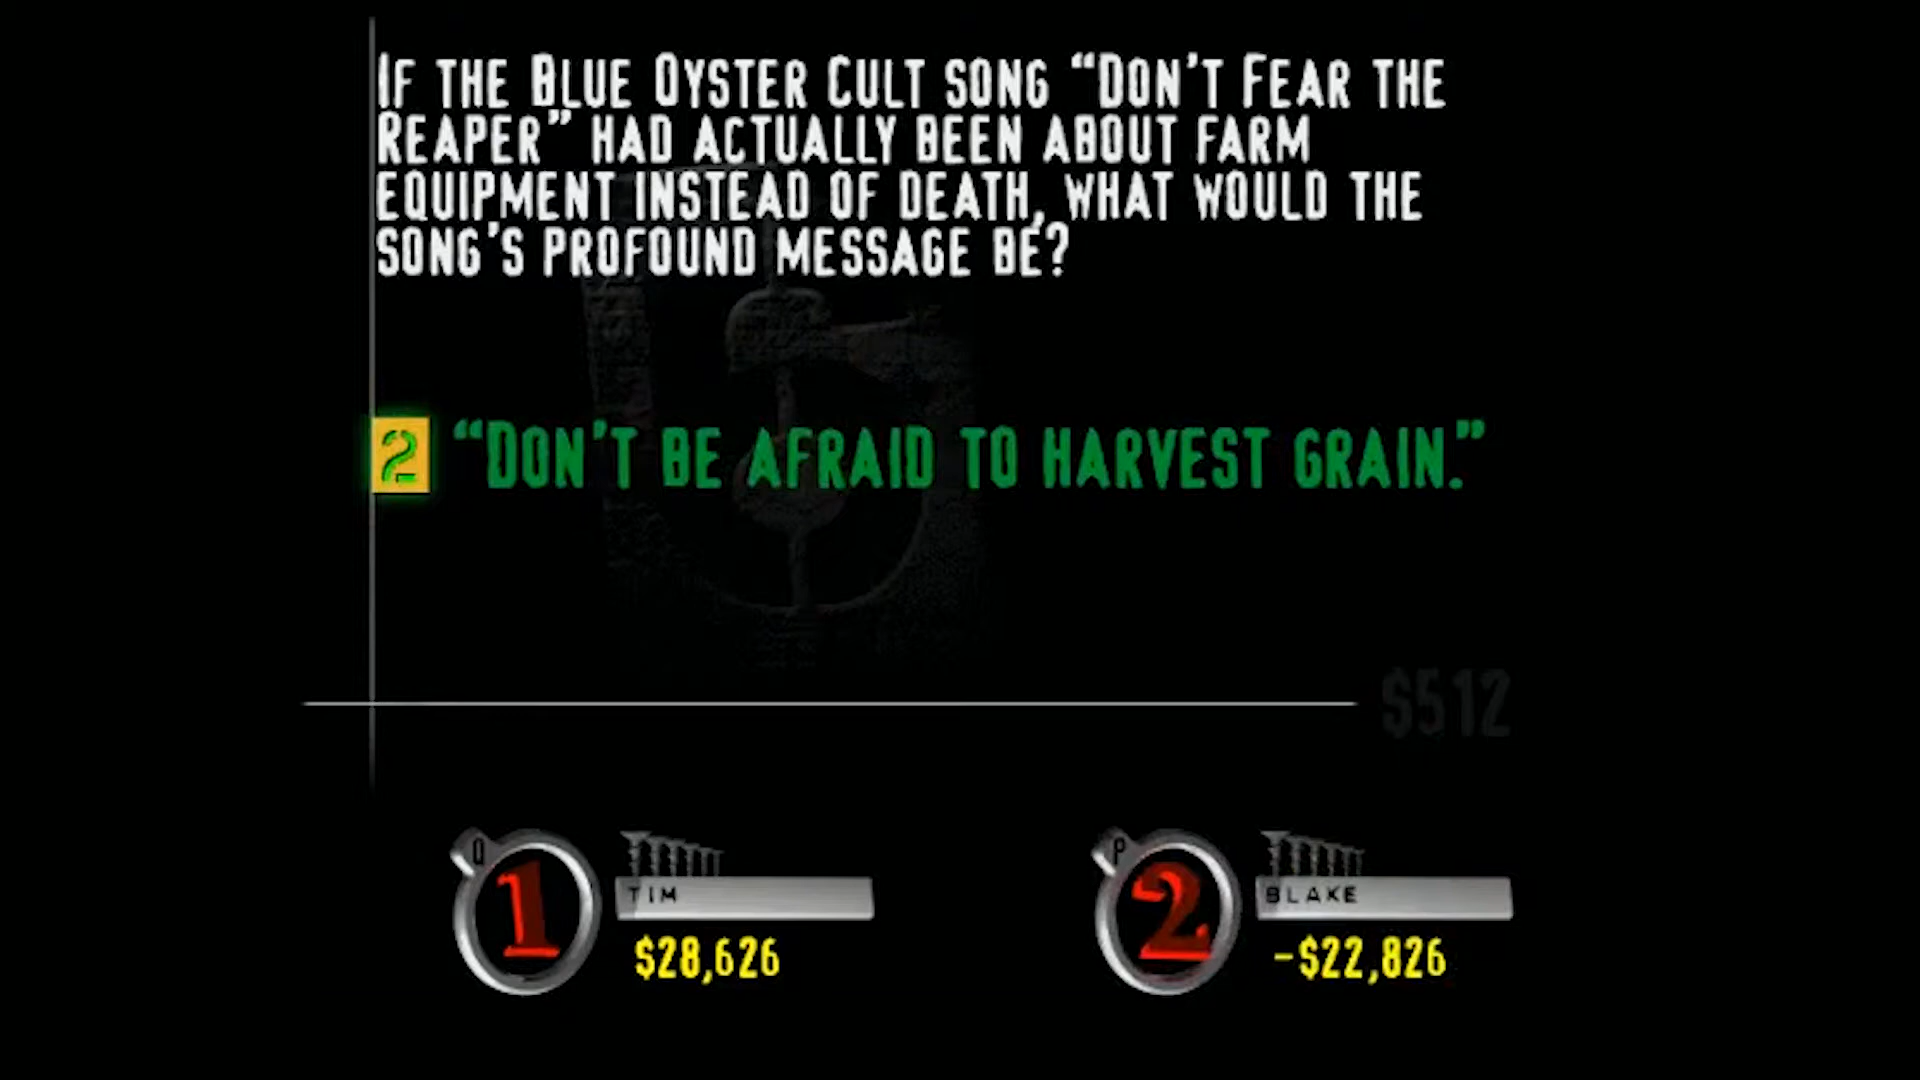 IF THE BLUE OYSTER CULT SONG “DON’T FEAR THE
REAPER” HAD ACTUALLY BEEN ABOUT FARM
EQUIPMENT INSTEAD OF DEATH, WHAT WOULD THE
SONG’S PROFOUND MESSAGE BE?
2 “DON’T BE AFRAID TO HARVEST GRAIN.”
$512
Q 1 TIM
$28,626
P 2 BLAKE
-$22,826